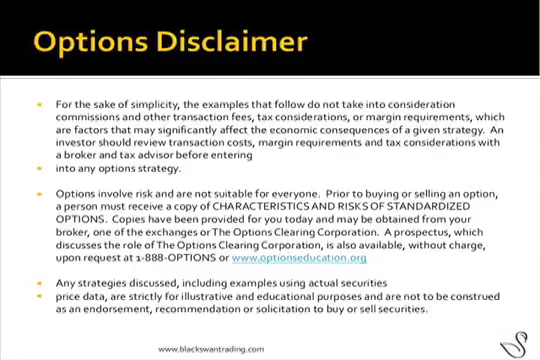 Options Disclaimer
For the sake of simplicity, the examples that follow do not take into consideration
commissions and other transaction fees, tax considerations, or margin requirements, which
are factors that may significantly affect the economic consequences of a given strategy. An
investor should review transaction costs, margin requirements and tax considerations with
a broker and tax advisor before entering
into any options strategy.
Options involve risk and are not suitable for everyone. Prior to buying or selling an option,
a person must receive a copy of CHARACTERISTICS AND RISKS OF STANDARDIZED
OPTIONS. Copies have been provided for you today and may be obtained from your
broker, one of the exchanges or The Options Clearing Corporation. A prospectus, which
discusses the role of The Options Clearing Corporation, is also available, without charge,
upon request at 1-888-OPTIONS or www.optionseducation.org
Any strategies discussed, including examples using actual securities
price data, are strictly for illustrative and educational purposes and are not to be construed
as an endorsement, recommendation or solicitation to buy or sell securities.
www.blackswantrading.com